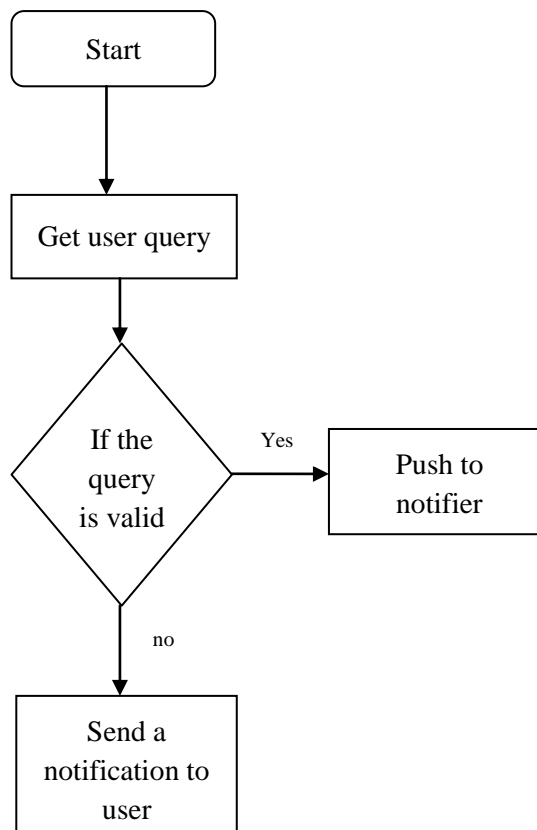 Start
Get user query
If the
query
is valid
Yes
Push to
notifier
no
Send a
notification to
user